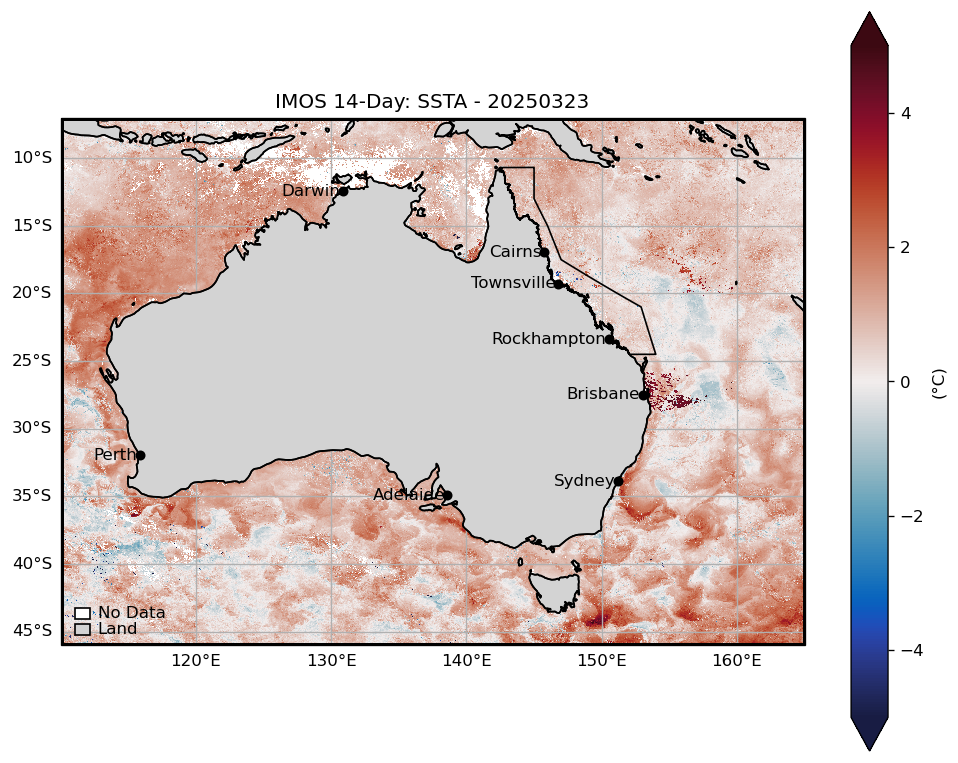 IMOS 14-Day: SSTA - 20250323
10°S
15°S
20°S
25°S
30°S
35°S
40°S
45°S
Darwin
Cairns
Townsville
Rockhampton
Brisbane
Perth
Sydney
Adelaide
No Data
Land
120°E
130°E
140°E
150°E
160°E
4
2
0
−2
−4
(°C)